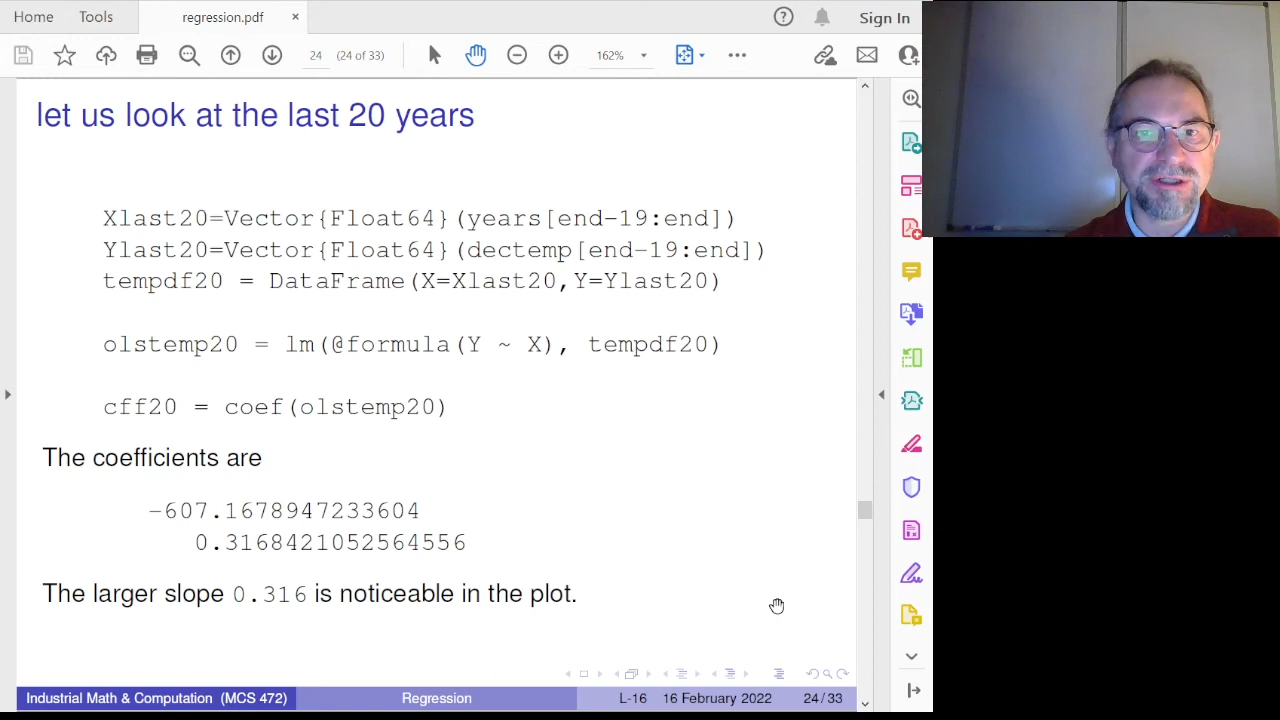 Home Tools regression.pdf × Sign In
24 (24 of 33) 162%
let us look at the last 20 years
Xlast20=Vector{Float64}(years[end-19:end])
Ylast20=Vector{Float64}(dectemp[end-19:end])
tempdf20 = DataFrame(X=Xlast20,Y=Ylast20)
olstemp20 = lm(@formula(Y ~ X), tempdf20)
cff20 = coef(olstemp20)
The coefficients are
-607.1678947233604
0.3168421052564556
The larger slope 0.316 is noticeable in the plot.
Industrial Math & Computation (MCS 472) Regression L-16 16 February 2022 24/33